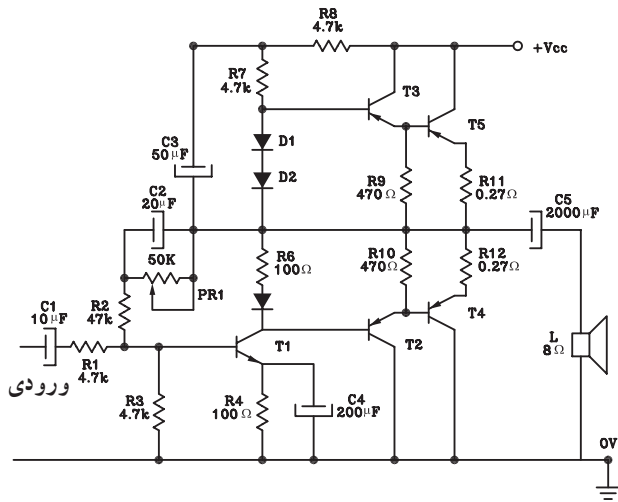 R8
4.7k
+Vcc
R7
4.7k
T3
T5
C3
50μF
D1
D2
C2
20μF
R9
470Ω
R11
0.27Ω
C5
2000μF
50K
PR1
R6
100Ω
R10
470Ω
R12
0.27Ω
C1
10μF
R2
47k
T1
T2
T4
L
8Ω
ورودی
R1
4.7k
R3
4.7k
R4
100Ω
C4
200μF
0V